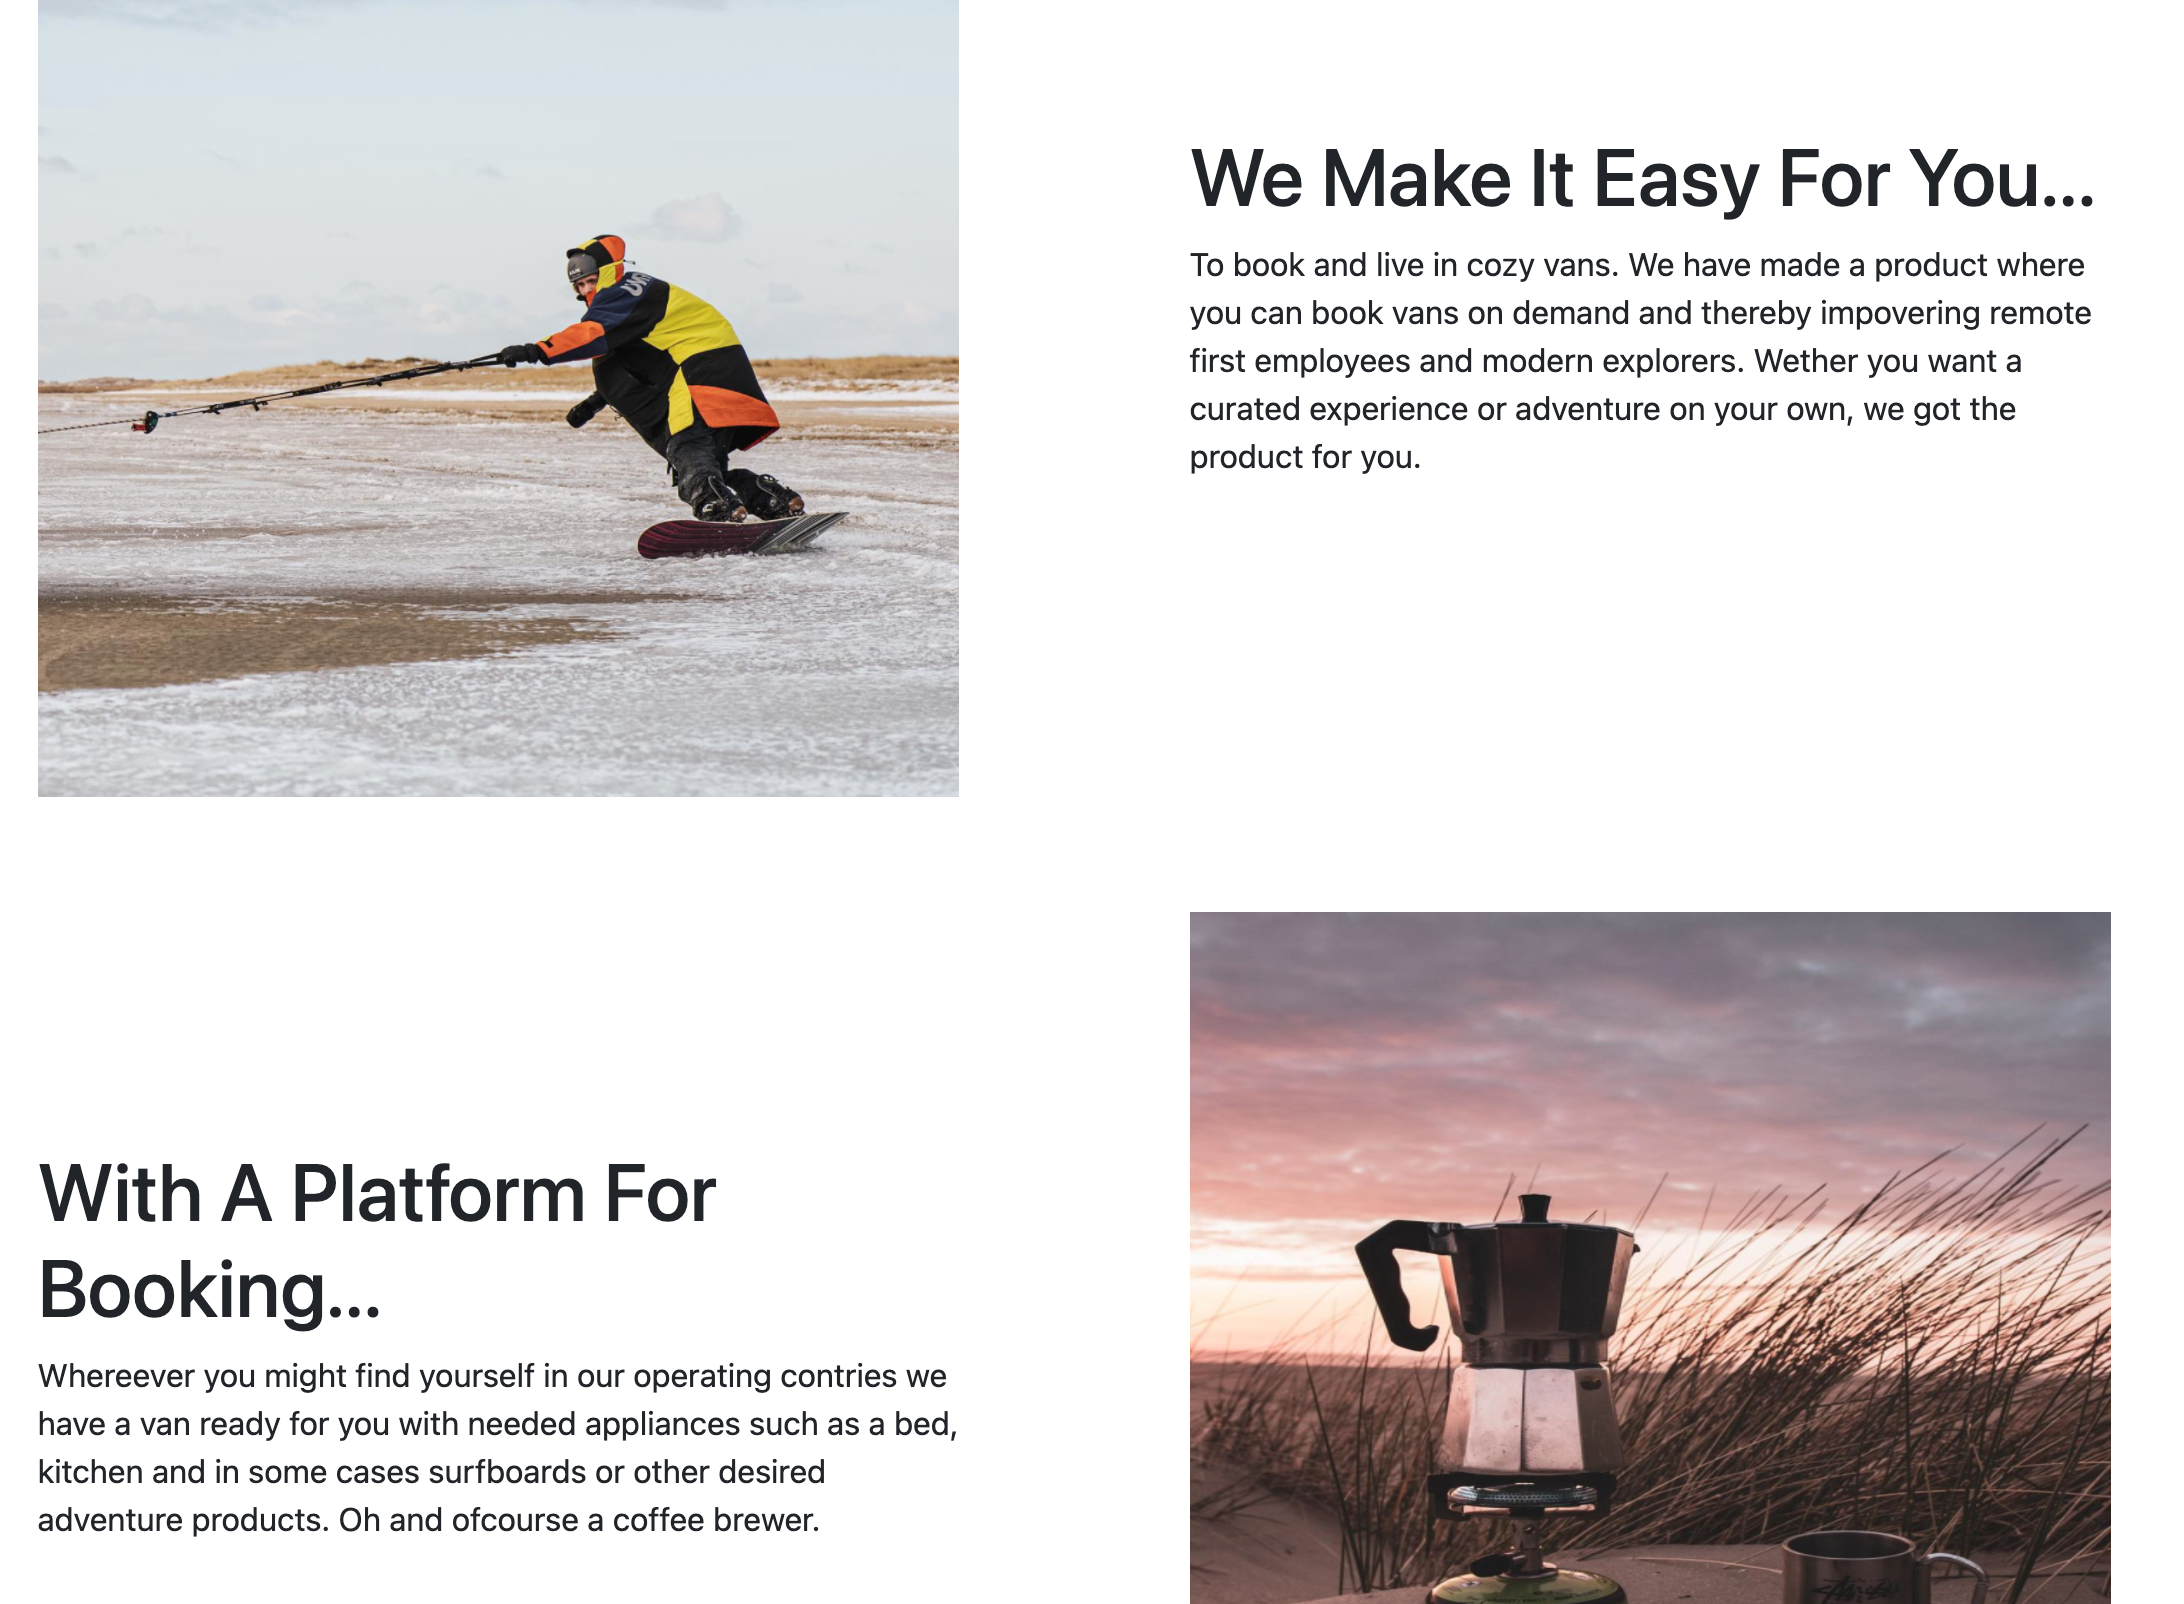 We Make It Easy For You...
To book and live in cozy vans. We have made a product where
you can book vans on demand and thereby impovering remote
first employees and modern explorers. Wether you want a
curated experience or adventure on your own, we got the
product for you.
With A Platform For
Booking...
Whereever you might find yourself in our operating contries we
have a van ready for you with needed appliances such as a bed,
kitchen and in some cases surfboards or other desired
adventure products. Oh and ofcourse a coffee brewer.